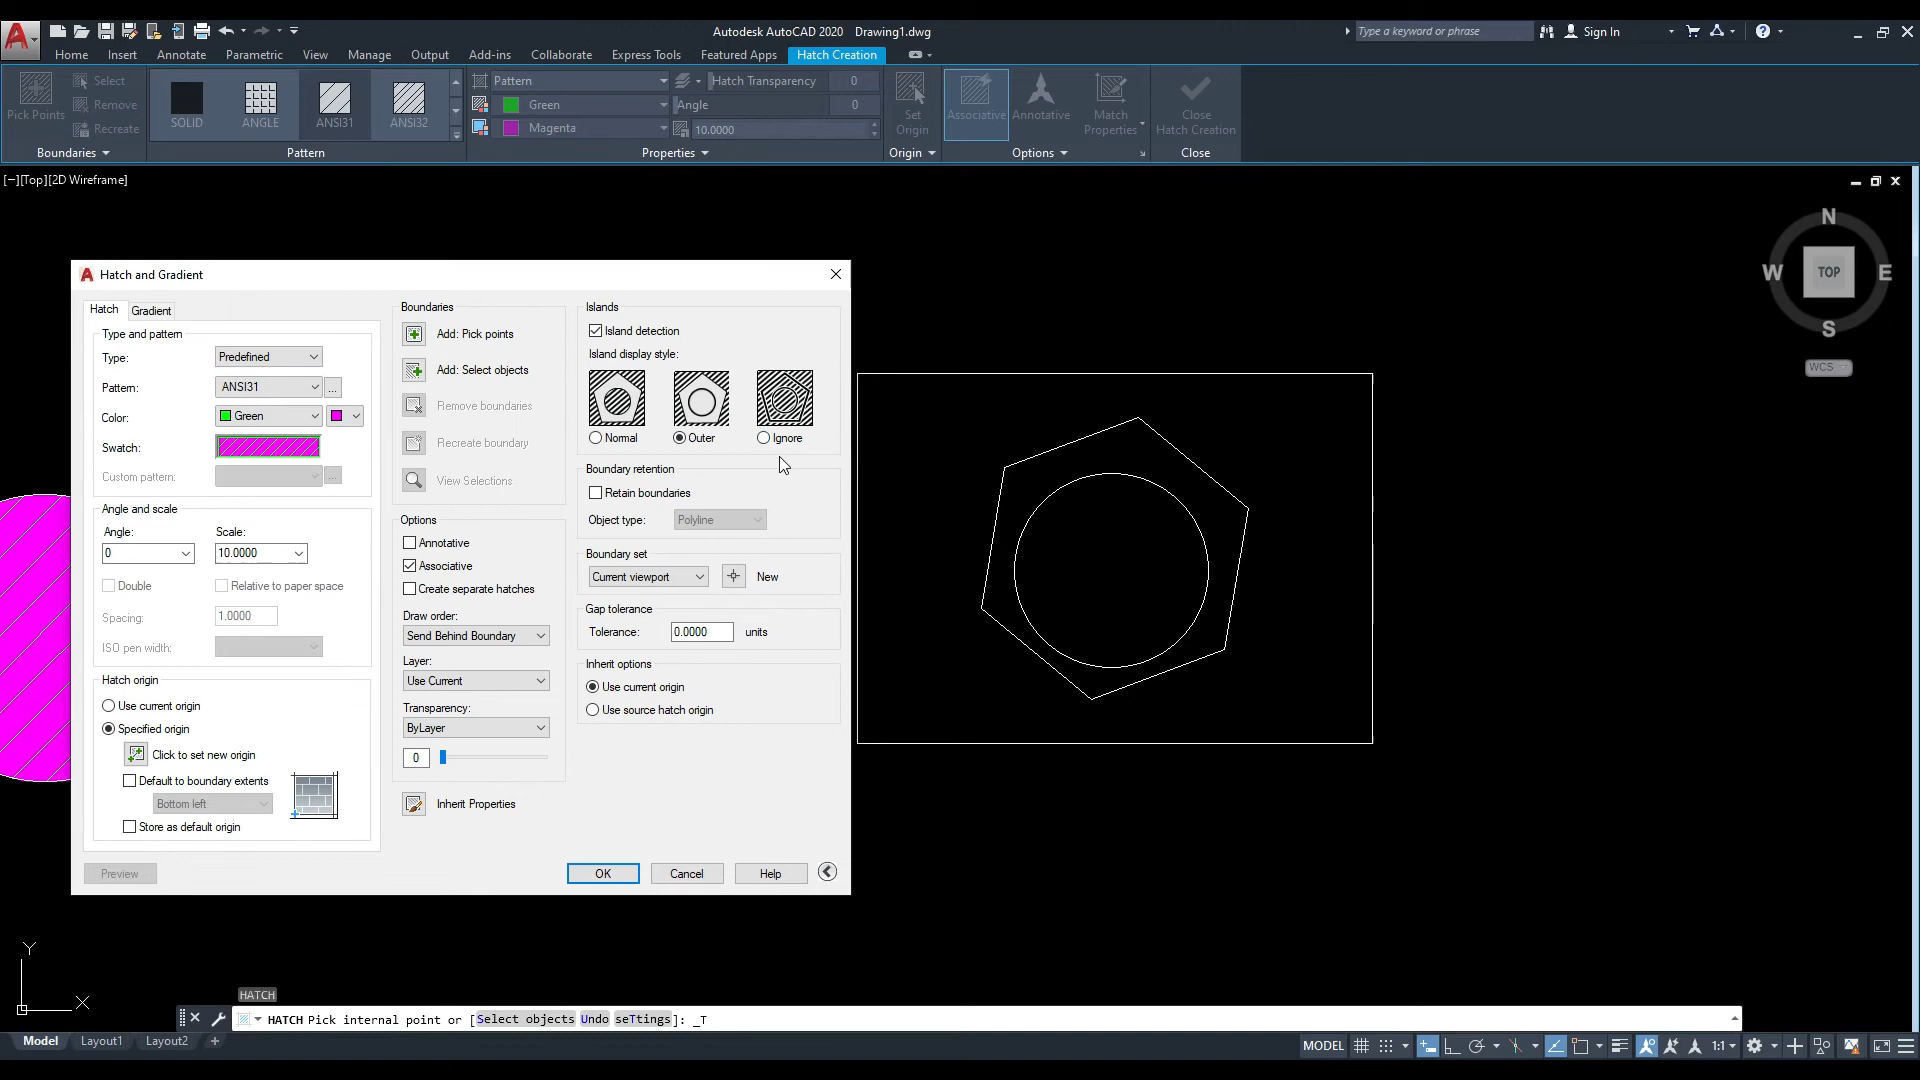 Autodesk AutoCAD 2020 Drawing1.dwg
Type a keyword or phrase
Sign In
Home Insert Annotate Parametric View Manage Output Add-ins Collaborate Express Tools Featured Apps Hatch Creation
Pick Points
Select
Remove
Recreate
Boundaries
SOLID
ANGLE
ANSI31
ANSI32
Pattern
Pattern
Green
Magenta
Hatch Transparency 0
Angle 0
10.0000
Properties
Set
Origin
Origin
Associative
Annotative
Match
Properties
Options
Close
Hatch Creation
Close
[−][Top][2D Wireframe]
N
W
TOP
E
S
WCS
Hatch and Gradient
Hatch
Gradient
Type and pattern
Type: Predefined
Pattern: ANSI31 ...
Color: Green
Swatch:
Custom pattern: ...
Angle and scale
Angle: Scale:
0 10.0000
Double Relative to paper space
Spacing: 1.0000
ISO pen width:
Hatch origin
Use current origin
Specified origin
Click to set new origin
Default to boundary extents
Bottom left
Store as default origin
Preview
Boundaries
Add: Pick points
Add: Select objects
Remove boundaries
Recreate boundary
View Selections
Options
Annotative
Associative
Create separate hatches
Draw order:
Send Behind Boundary
Layer:
Use Current
Transparency:
ByLayer
0
Inherit Properties
Islands
Island detection
Island display style:
Normal Outer Ignore
Boundary retention
Retain boundaries
Object type: Polyline
Boundary set
Current viewport New
Gap tolerance
Tolerance: 0.0000 units
Inherit options
Use current origin
Use source hatch origin
OK Cancel Help
Y
X
HATCH
HATCH Pick internal point or [Select objects Undo seTtings]: _T
Model Layout1 Layout2 +
MODEL
1:1